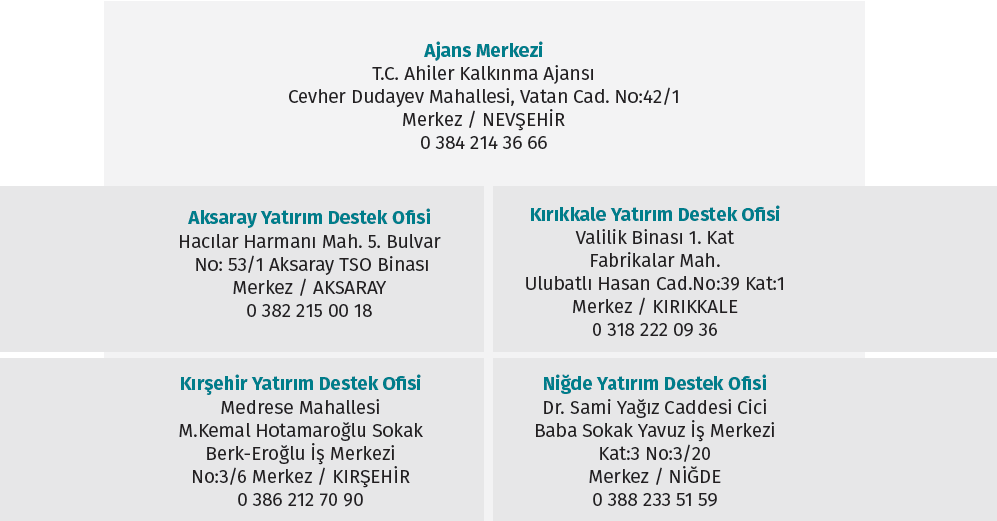 Ajans Merkezi
T.C. Ahiler Kalkınma Ajansı
Cevher Dudayev Mahallesi, Vatan Cad. No:42/1
Merkez / NEVŞEHİR
0 384 214 36 66
Aksaray Yatırım Destek Ofisi
Hacılar Harmanı Mah. 5. Bulvar
No: 53/1 Aksaray TSO Binası
Merkez / AKSARAY
0 382 215 00 18
Kırıkkale Yatırım Destek Ofisi
Valilik Binası 1. Kat
Fabrikalar Mah.
Ulubatlı Hasan Cad.No:39 Kat:1
Merkez / KIRIKKALE
0 318 222 09 36
Kırşehir Yatırım Destek Ofisi
Medrese Mahallesi
M.Kemal Hotamaroğlu Sokak
Berk-Eroğlu İş Merkezi
No:3/6 Merkez / KIRŞEHİR
0 386 212 70 90
Niğde Yatırım Destek Ofisi
Dr. Sami Yağız Caddesi Cici
Baba Sokak Yavuz İş Merkezi
Kat:3 No:3/20
Merkez / NİĞDE
0 388 233 51 59